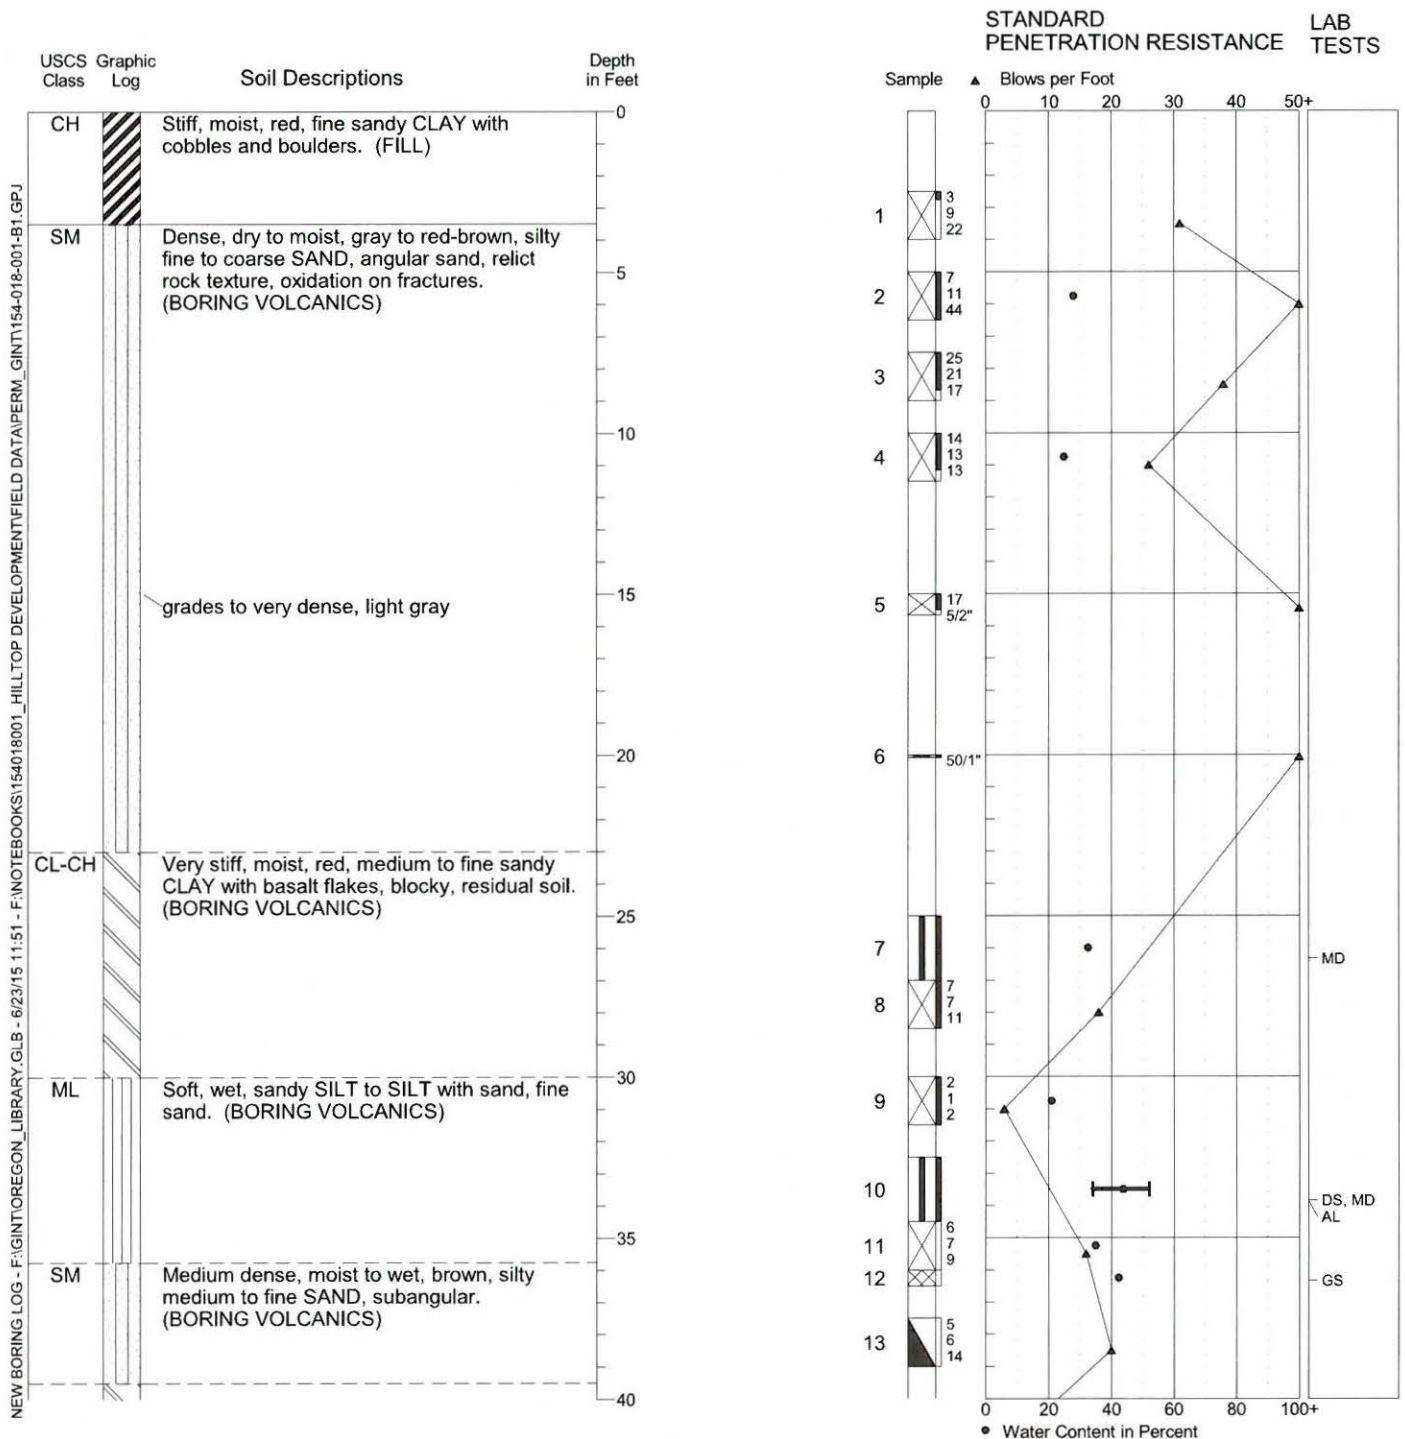 STANDARD
PENETRATION RESISTANCE
LAB
TESTS
USCS Class
Graphic Log
Soil Descriptions
Depth in Feet
Sample
▲ Blows per Foot
0 10 20 30 40 50+
CH
Stiff, moist, red, fine sandy CLAY with
cobbles and boulders. (FILL)
SM
Dense, dry to moist, gray to red-brown, silty
fine to coarse SAND, angular sand, relict
rock texture, oxidation on fractures.
(BORING VOLCANICS)
grades to very dense, light gray
CL-CH
Very stiff, moist, red, medium to fine sandy
CLAY with basalt flakes, blocky, residual soil.
(BORING VOLCANICS)
ML
Soft, wet, sandy SILT to SILT with sand, fine
sand. (BORING VOLCANICS)
SM
Medium dense, moist to wet, brown, silty
medium to fine SAND, subangular.
(BORING VOLCANICS)
0
5
10
15
20
25
30
35
40
1
3
9
22
2
7
11
44
3
25
21
17
4
14
13
13
5
17
5/2"
6
50/1"
7
8
7
7
11
9
2
1
2
10
11
6
7
9
12
13
5
6
14
MD
DS, MD
AL
GS
0 20 40 60 80 100+
● Water Content in Percent
NEW BORING LOG - F:\GINT\OREGON_LIBRARY.GLB - 6/23/15 11:51 - F:\NOTEBOOKS\154018001_HILLTOP DEVELOPMENT\FIELD DATA\PERM_GINT\154-018-001-B1.GPJ